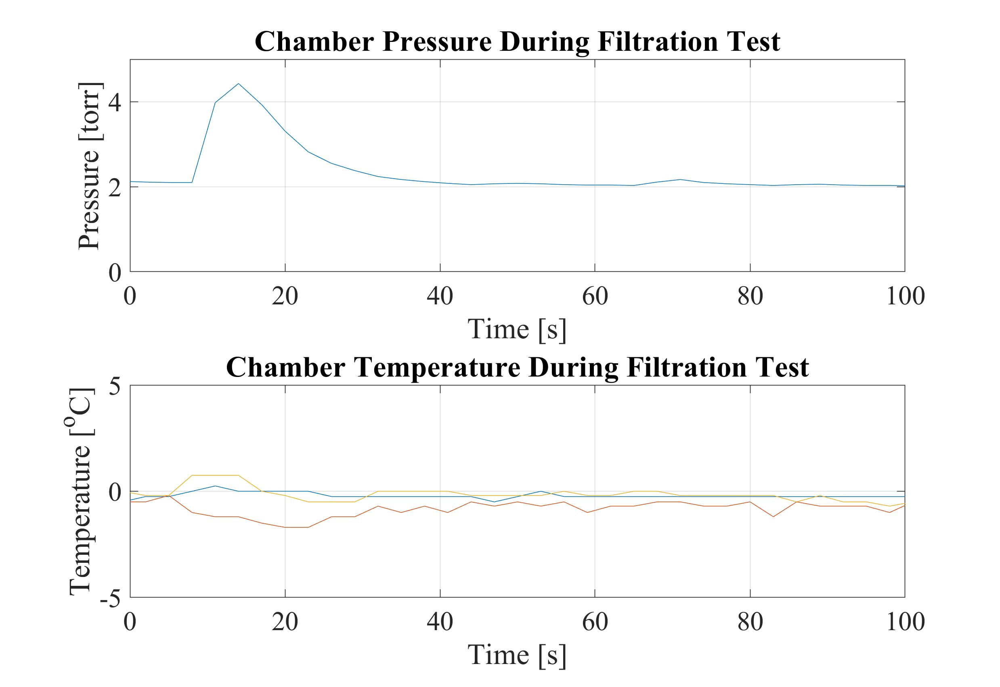 Chamber Pressure During Filtration Test
Pressure [torr]
4
2
0
0 20 40 60 80 100
Time [s]
Chamber Temperature During Filtration Test
Temperature [°C]
5
0
-5
0 20 40 60 80 100
Time [s]